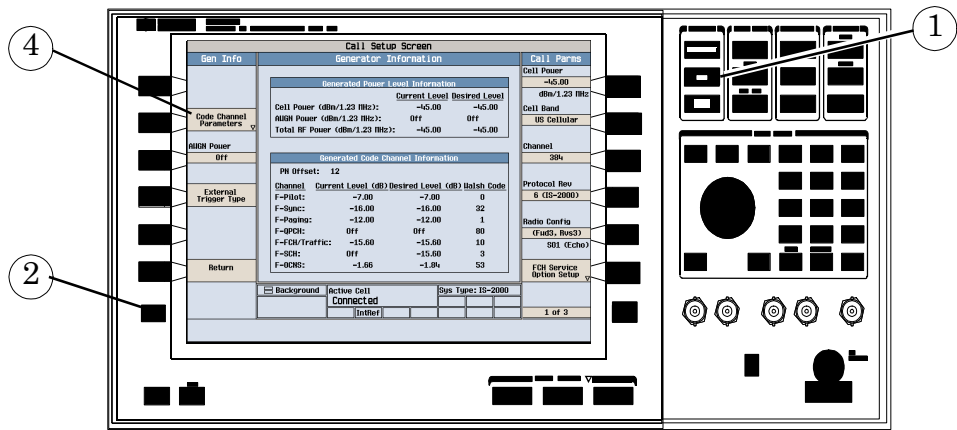 1
4
2
Call Setup Screen
Gen Info
Generator Information
Call Parms
Code Channel
Parameters
AWGN Power
Off
External
Trigger Type
Return
Generated Power Level Information
Current Level Desired Level
Cell Power (dBm/1.23 MHz): -45.00 -45.00
AWGN Power (dBm/1.23 MHz): Off Off
Total RF Power (dBm/1.23 MHz): -45.00 -45.00
Generated Code Channel Information
PN Offset: 12
Channel Current Level (dB) Desired Level (dB) Walsh Code
F-Pilot: -7.00 -7.00 0
F-Sync: -16.00 -16.00 32
F-Paging: -12.00 -12.00 1
F-QPCH: Off Off 80
F-FCH/Traffic: -15.60 -15.60 10
F-SCH: Off -15.60 3
F-OCNS: -1.66 -1.84 53
Cell Power
-45.00
dBm/1.23 MHz
Cell Band
US Cellular
Channel
384
Protocol Rev
6 (IS-2000)
Radio Config
(Fwd3, Rvs3)
SO1 (Echo)
FCH Service
Option Setup
1 of 3
Background
Active Cell
Connected
Sys Type: IS-2000
IntRef